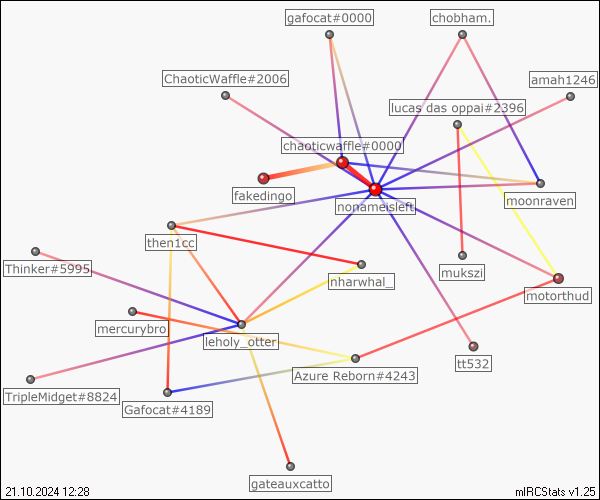 gafocat#0000
chobham.
ChaoticWaffle#2006
amah1246
lucas das oppai#2396
chaoticwaffle#0000
fakedingo
nonameisleft
moonraven
then1cc
Thinker#5995
nharwhal_
mukszi
motorthud
mercurybro
leholy_otter
tt532
Azure Reborn#4243
TripleMidget#8824
Gafocat#4189
gateauxcatto
21.10.2024 12:28
mIRCStats v1.25